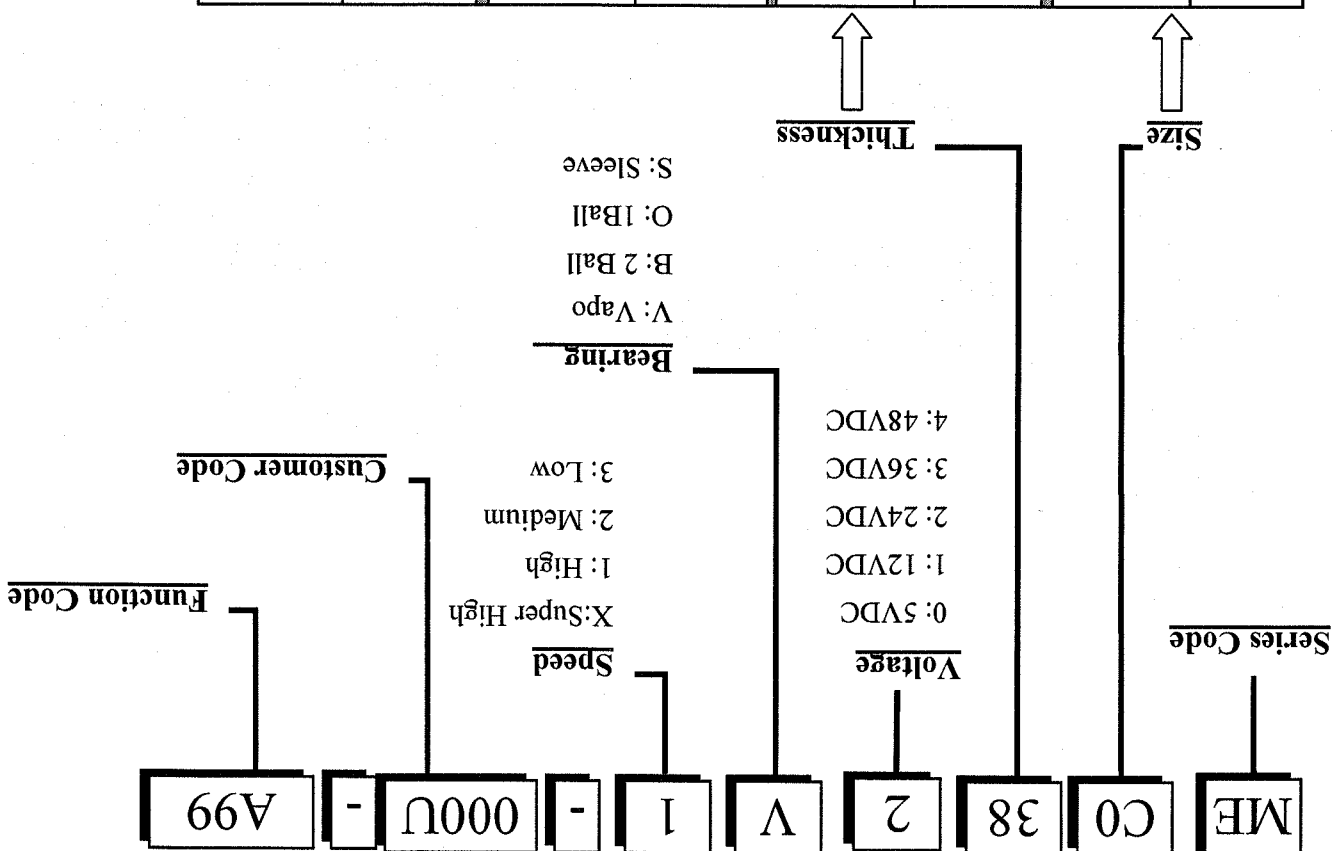 ME C0 38 2 V 1 - 000U - A99
Series Code
Voltage
0: 5VDC
1: 12VDC
2: 24VDC
3: 36VDC
4: 48VDC
Speed
X:Super High
1: High
2: Medium
3: Low
Function Code
Customer Code
Bearing
V: Vapo
B: 2 Ball
O: 1Ball
S: Sleeve
Size
Thickness